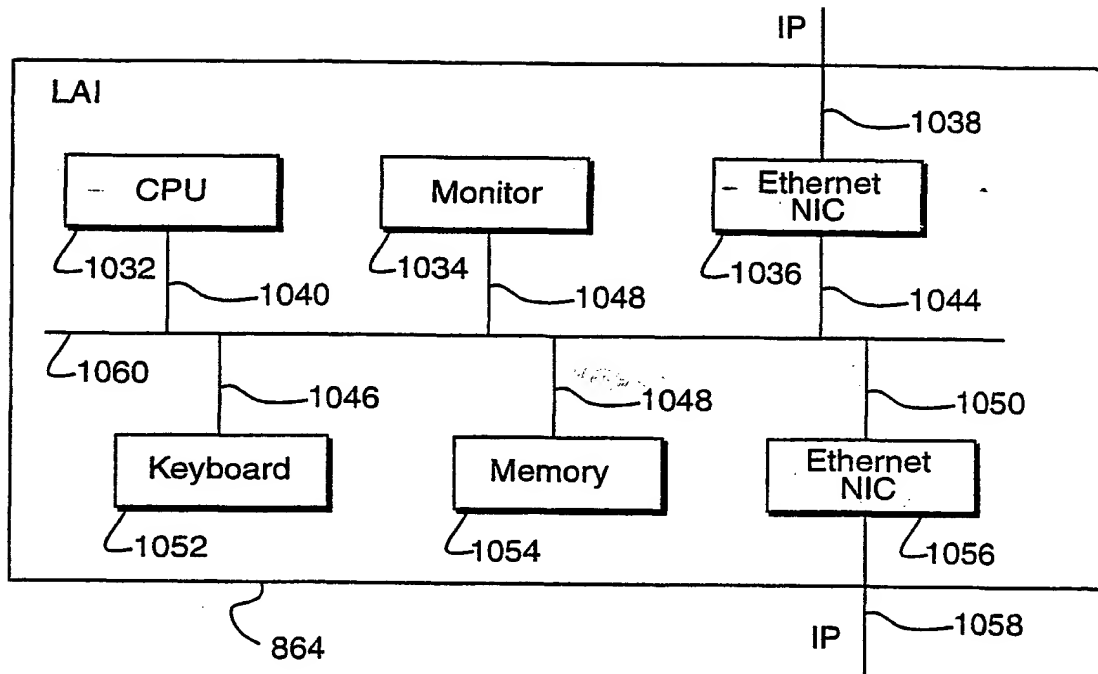 IP
LAI
1038
CPU
Monitor
Ethernet
NIC
1032
1034
1036
1040
1048
1044
1060
1046
1048
1050
Keyboard
Memory
Ethernet
NIC
1052
1054
1056
864
IP
1058